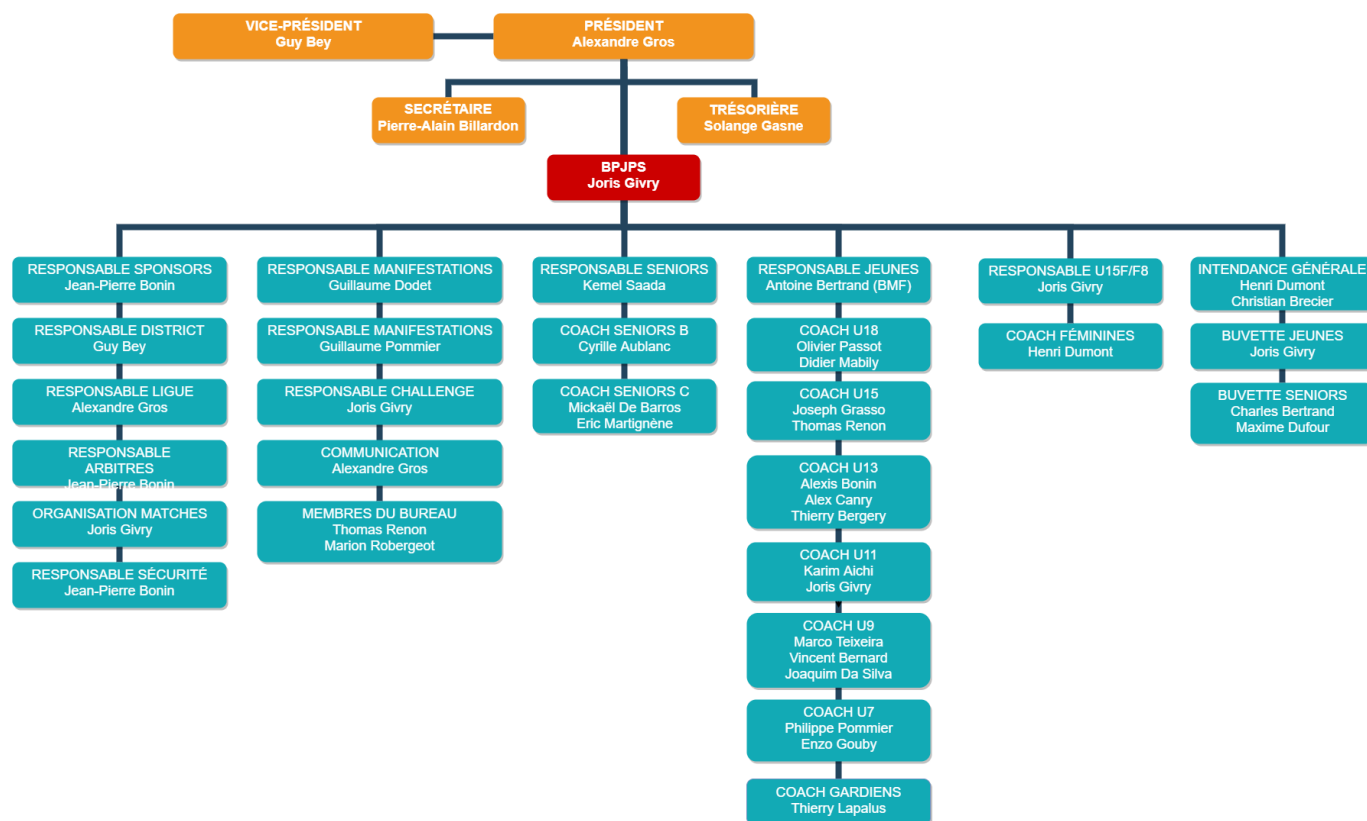 VICE-PRÉSIDENT
Guy Bey
PRÉSIDENT
Alexandre Gros
SECRÉTAIRE
Pierre-Alain Billardon
TRÉSORIÈRE
Solange Gasne
BPJPS
Joris Givry
RESPONSABLE SPONSORS
Jean-Pierre Bonin
RESPONSABLE DISTRICT
Guy Bey
RESPONSABLE LIGUE
Alexandre Gros
RESPONSABLE
ARBITRES
Jean-Pierre Bonin
ORGANISATION MATCHES
Joris Givry
RESPONSABLE SÉCURITÉ
Jean-Pierre Bonin
RESPONSABLE MANIFESTATIONS
Guillaume Dodet
RESPONSABLE MANIFESTATIONS
Guillaume Pommier
RESPONSABLE CHALLENGE
Joris Givry
COMMUNICATION
Alexandre Gros
MEMBRES DU BUREAU
Thomas Renon
Marion Robergeot
RESPONSABLE SENIORS
Kemel Saada
COACH SENIORS B
Cyrille Aublanc
COACH SENIORS C
Mickaël De Barros
Eric Martignène
RESPONSABLE JEUNES
Antoine Bertrand (BMF)
COACH U18
Olivier Passot
Didier Mabily
COACH U15
Joseph Grasso
Thomas Renon
COACH U13
Alexis Bonin
Alex Canry
Thierry Bergery
COACH U11
Karim Aichi
Joris Givry
COACH U9
Marco Teixeira
Vincent Bernard
Joaquim Da Silva
COACH U7
Philippe Pommier
Enzo Gouby
COACH GARDIENS
Thierry Lapalus
RESPONSABLE U15F/F8
Joris Givry
COACH FÉMININES
Henri Dumont
INTENDANCE GÉNÉRALE
Henri Dumont
Christian Brecier
BUVETTE JEUNES
Joris Givry
BUVETTE SENIORS
Charles Bertrand
Maxime Dufour